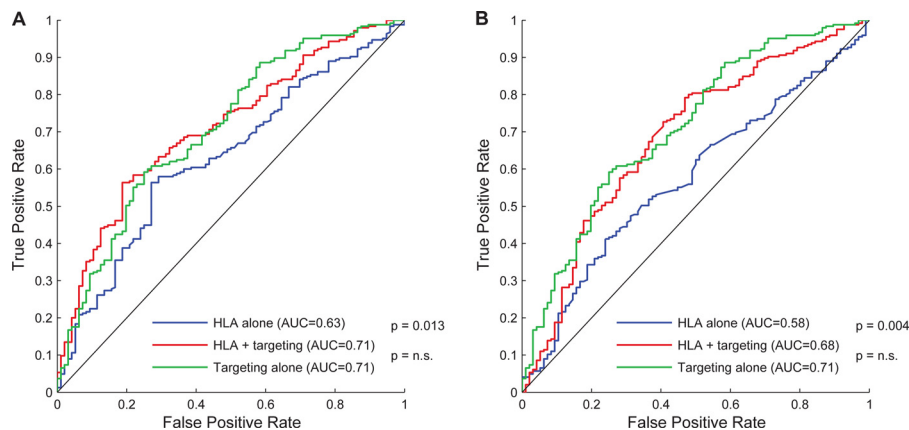 A
True Positive Rate
1
0.9
0.8
0.7
0.6
0.5
0.4
0.3
0.2
0.1
0
0 0.2 0.4 0.6 0.8 1
False Positive Rate
HLA alone (AUC=0.63)
HLA + targeting (AUC=0.71)
Targeting alone (AUC=0.71)
p = 0.013
p = n.s.
B
True Positive Rate
1
0.9
0.8
0.7
0.6
0.5
0.4
0.3
0.2
0.1
0
0 0.2 0.4 0.6 0.8 1
False Positive Rate
HLA alone (AUC=0.58)
HLA + targeting (AUC=0.68)
Targeting alone (AUC=0.71)
p = 0.004
p = n.s.